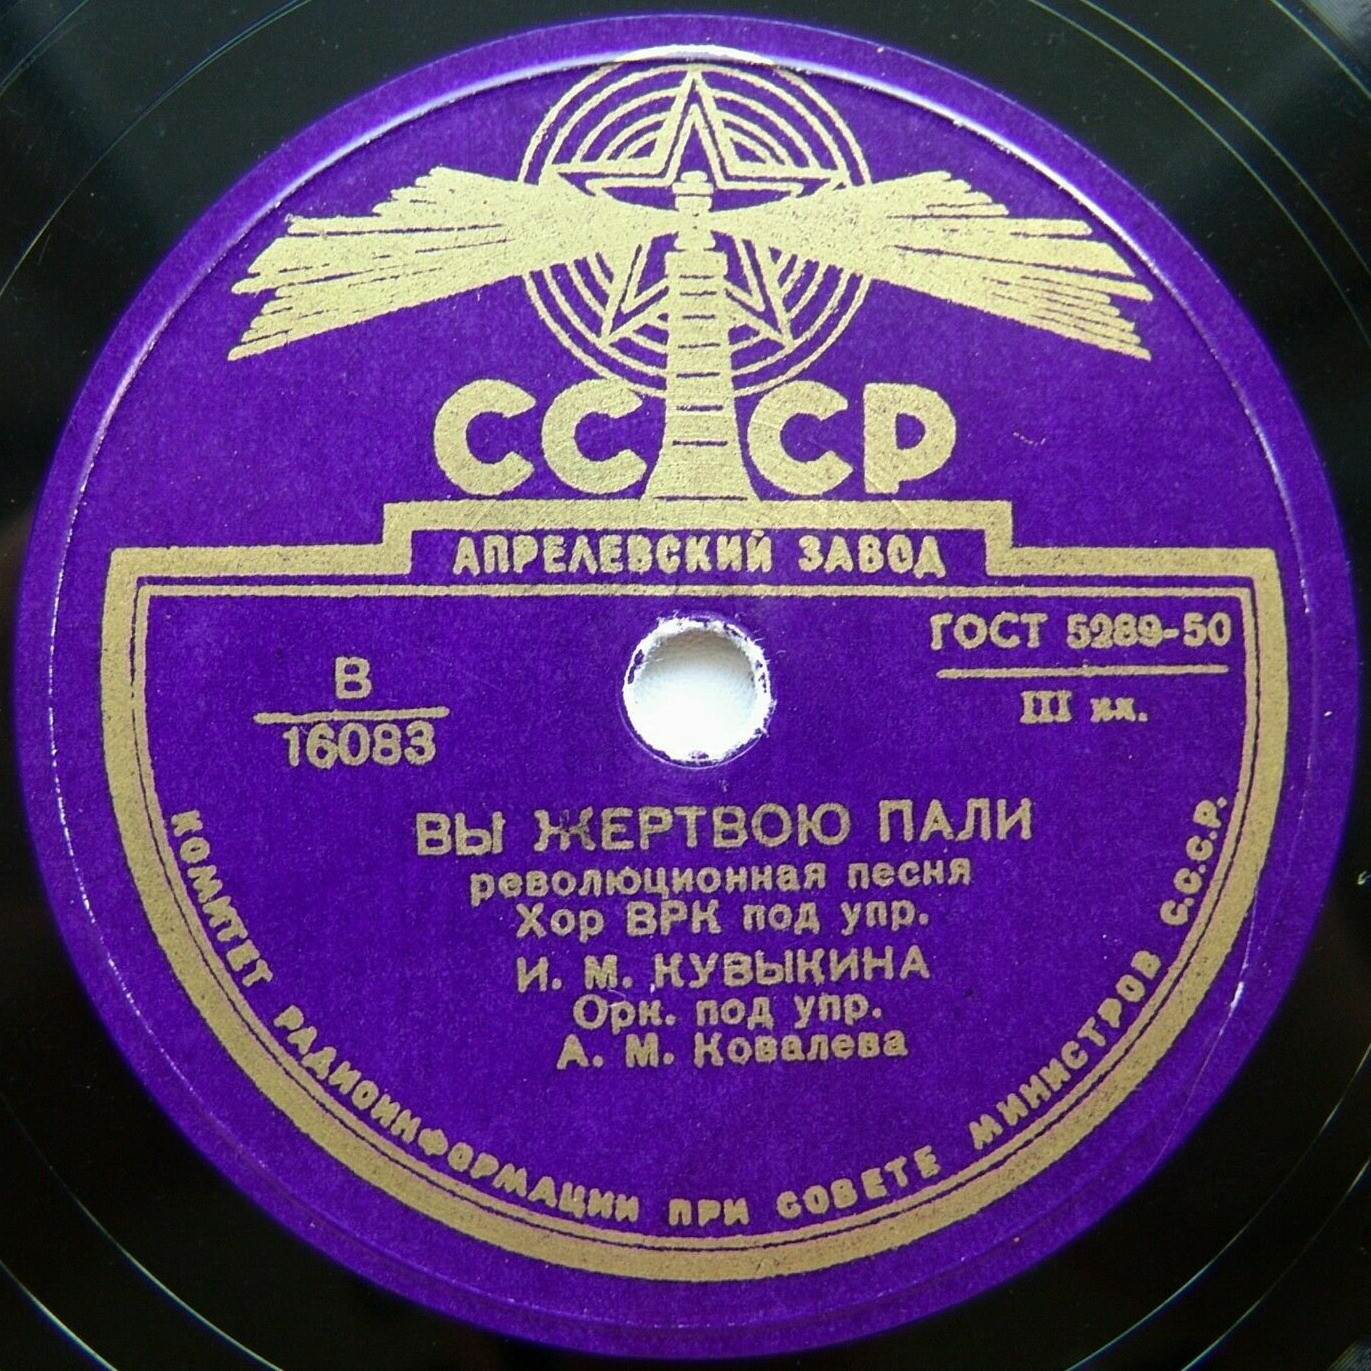 СССР
АПРЕЛЕВСКИЙ ЗАВОД
ГОСТ 5289-50
III кл.
В
16083
ВЫ ЖЕРТВОЮ ПАЛИ
революционная песня
Хор ВРК под упр.
И. М. КУВЫКИНА
Орк. под упр.
А. М. Ковалева
КОМИТЕТ РАДИОИНФОРМАЦИИ ПРИ СОВЕТЕ МИНИСТРОВ С.С.С.Р.